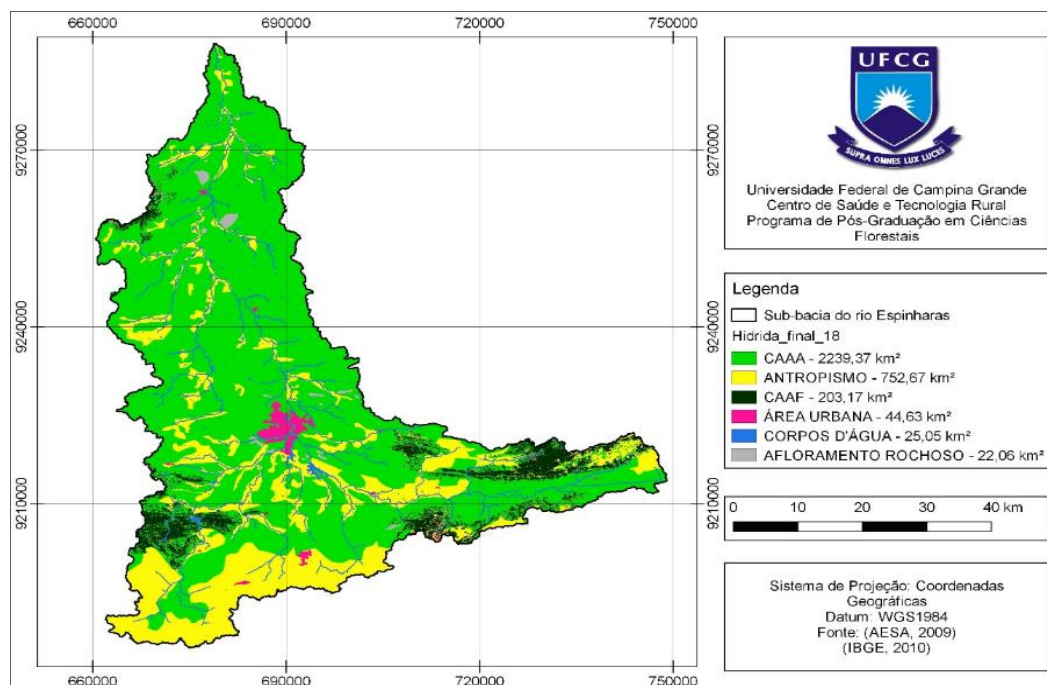 660000
690000
720000
750000
9270000
9240000
9210000
9270000
9240000
9210000
660000
690000
720000
750000
UFCG
SUPRA OMNES LUX LUCES
Universidade Federal de Campina Grande
Centro de Saúde e Tecnologia Rural
Programa de Pós-Graduação em Ciências
Florestais
Legenda
Sub-bacia do rio Espinharas
Hidrida_final_18
CAAA - 2239,37 km²
ANTROPISMO - 752,67 km²
CAAF - 203,17 km²
ÁREA URBANA - 44,63 km²
CORPOS D'ÁGUA - 25,05 km²
AFLORAMENTO ROCHOSO - 22,06 km²
0 10 20 30 40 km
Sistema de Projeção: Coordenadas
Geográficas
Datum: WGS1984
Fonte: (AESA, 2009)
(IBGE, 2010)